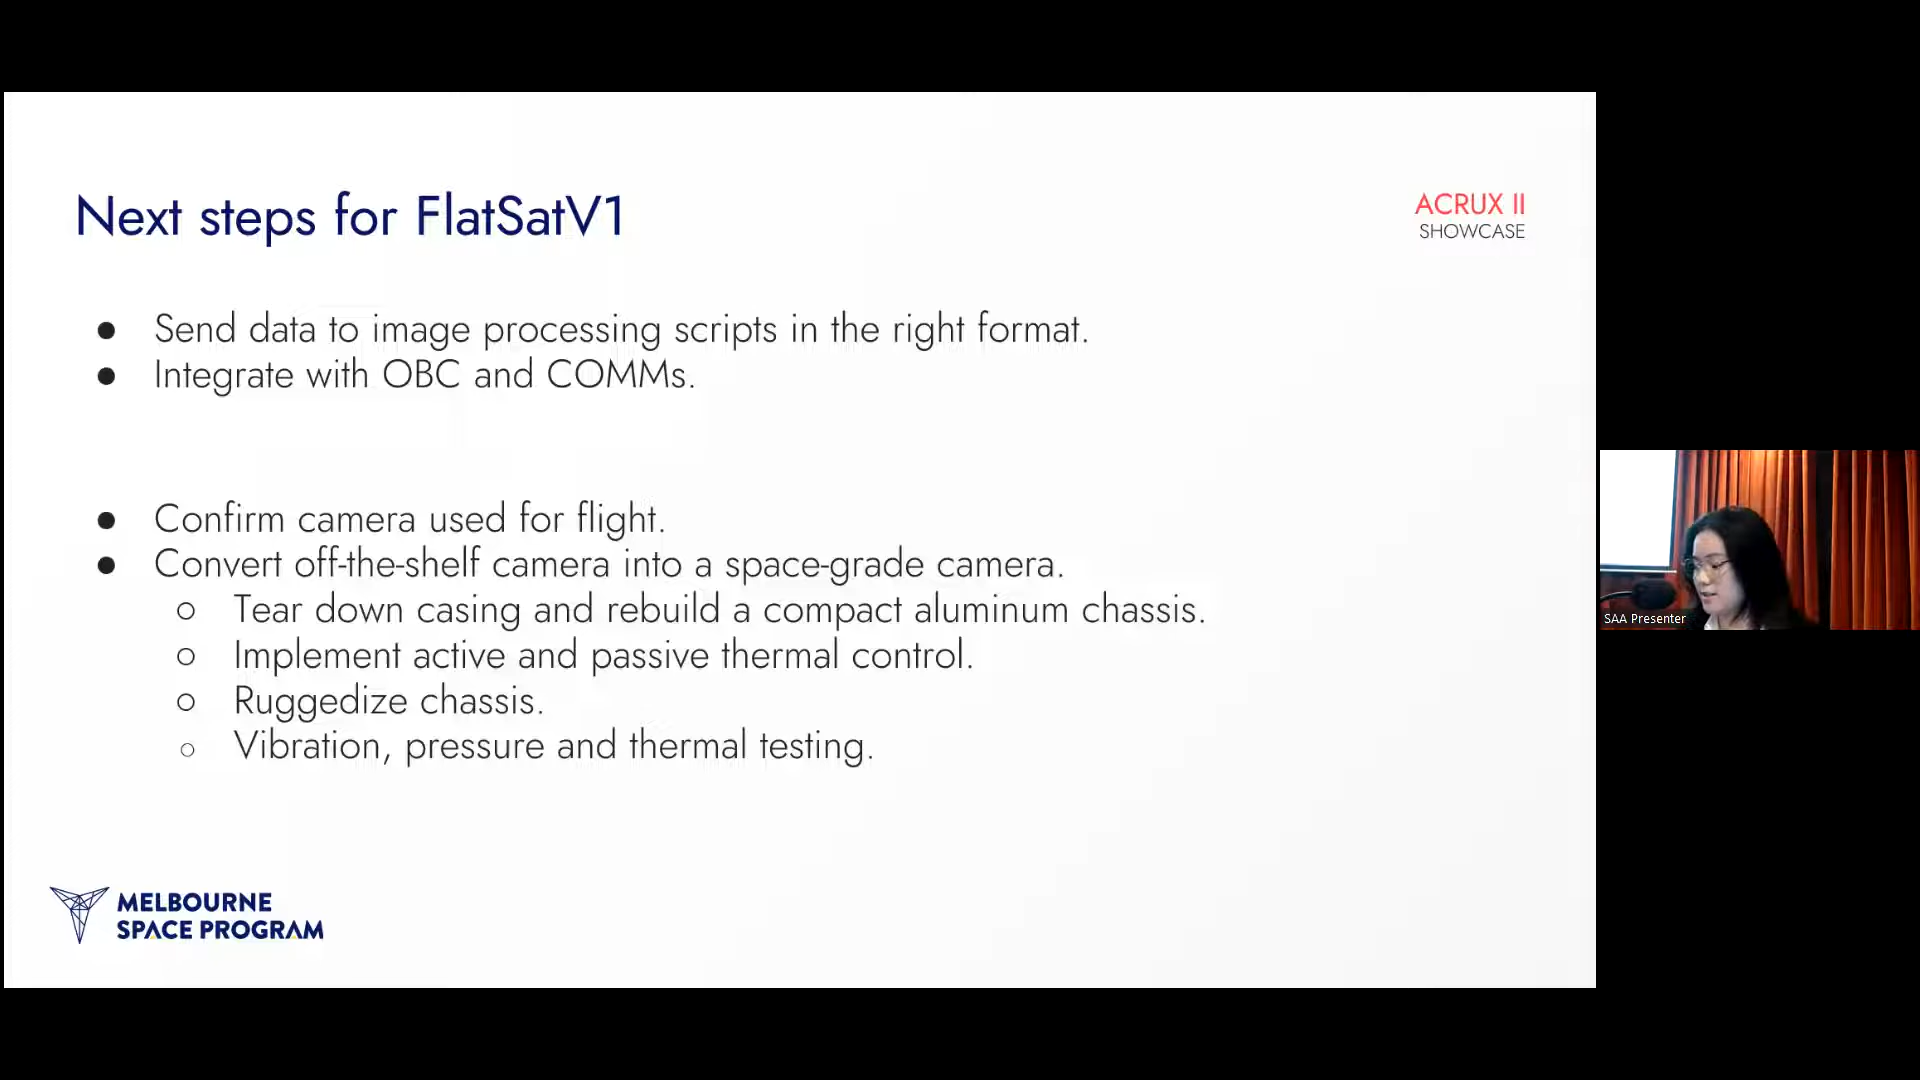 Next steps for FlatSatV1
ACRUX II
SHOWCASE
● Send data to image processing scripts in the right format.
● Integrate with OBC and COMMs.
● Confirm camera used for flight.
● Convert off-the-shelf camera into a space-grade camera.
○ Tear down casing and rebuild a compact aluminum chassis.
○ Implement active and passive thermal control.
○ Ruggedize chassis.
○ Vibration, pressure and thermal testing.
MELBOURNE
SPACE PROGRAM
SAA Presenter